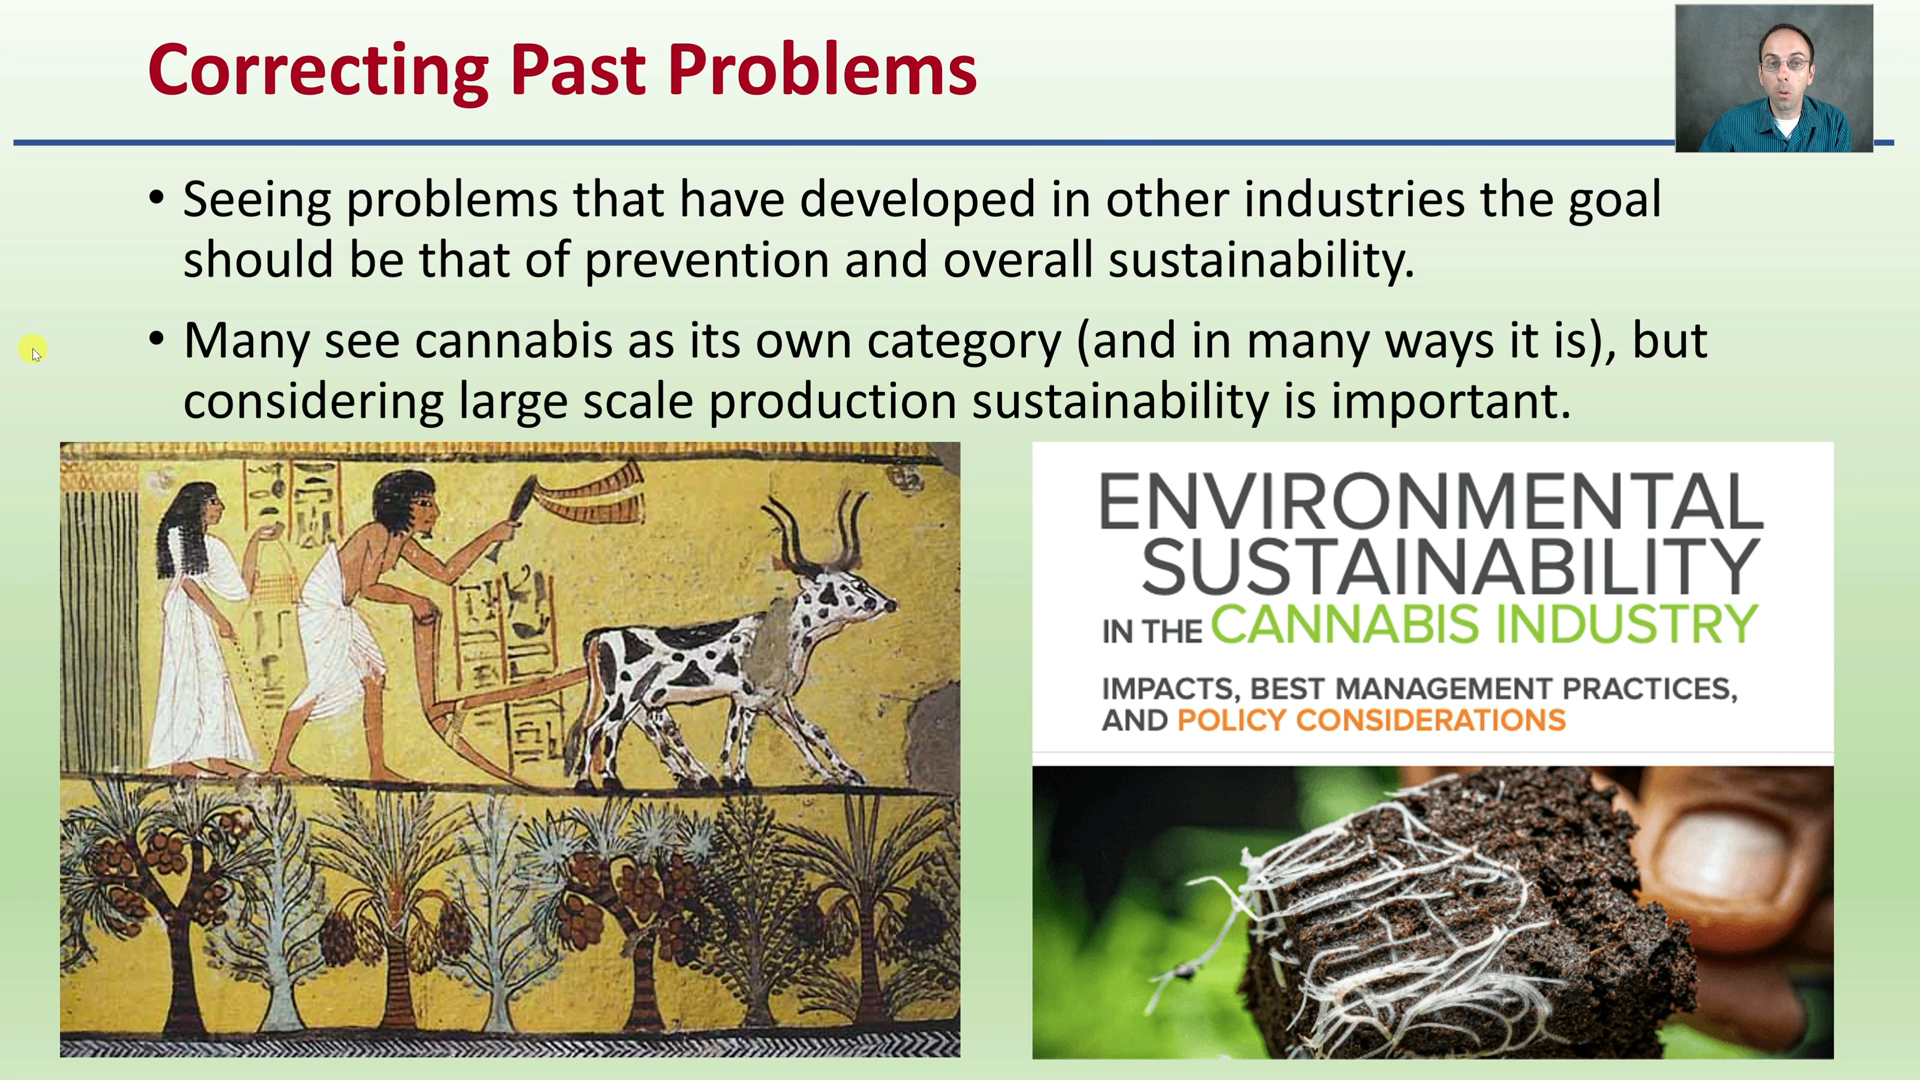 Correcting Past Problems
• Seeing problems that have developed in other industries the goal
should be that of prevention and overall sustainability.
• Many see cannabis as its own category (and in many ways it is), but
considering large scale production sustainability is important.
ENVIRONMENTAL
SUSTAINABILITY
IN THE CANNABIS INDUSTRY
IMPACTS, BEST MANAGEMENT PRACTICES,
AND POLICY CONSIDERATIONS